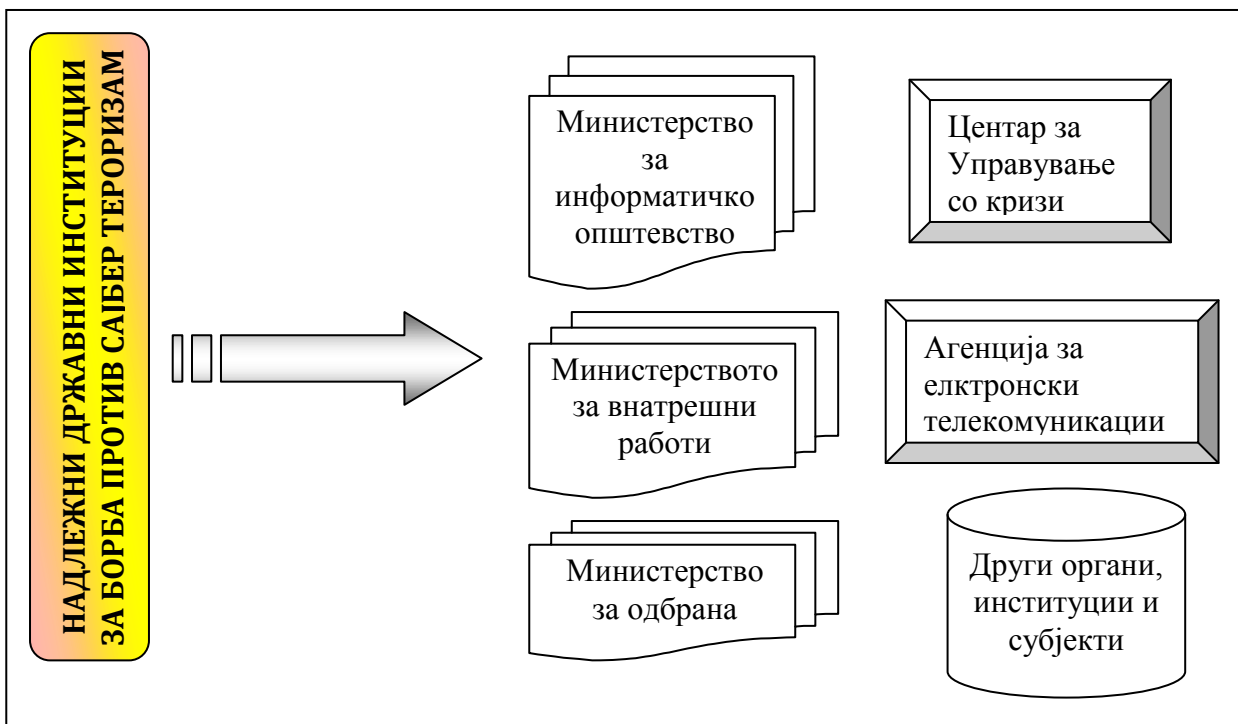 НАДЛЕЖНИ ДРЖАВНИ ИНСТИТУЦИИ
ЗА БОРБА ПРОТИВ САЈБЕР ТЕРОРИЗАМ
Министерство
за
информатичко
општевство
Центар за
Управување
со кризи
Министерството
за внатрешни
работи
Агенција за
елктронски
телекомуникации
Министерство
за одбрана
Други органи,
институции и
субјекти